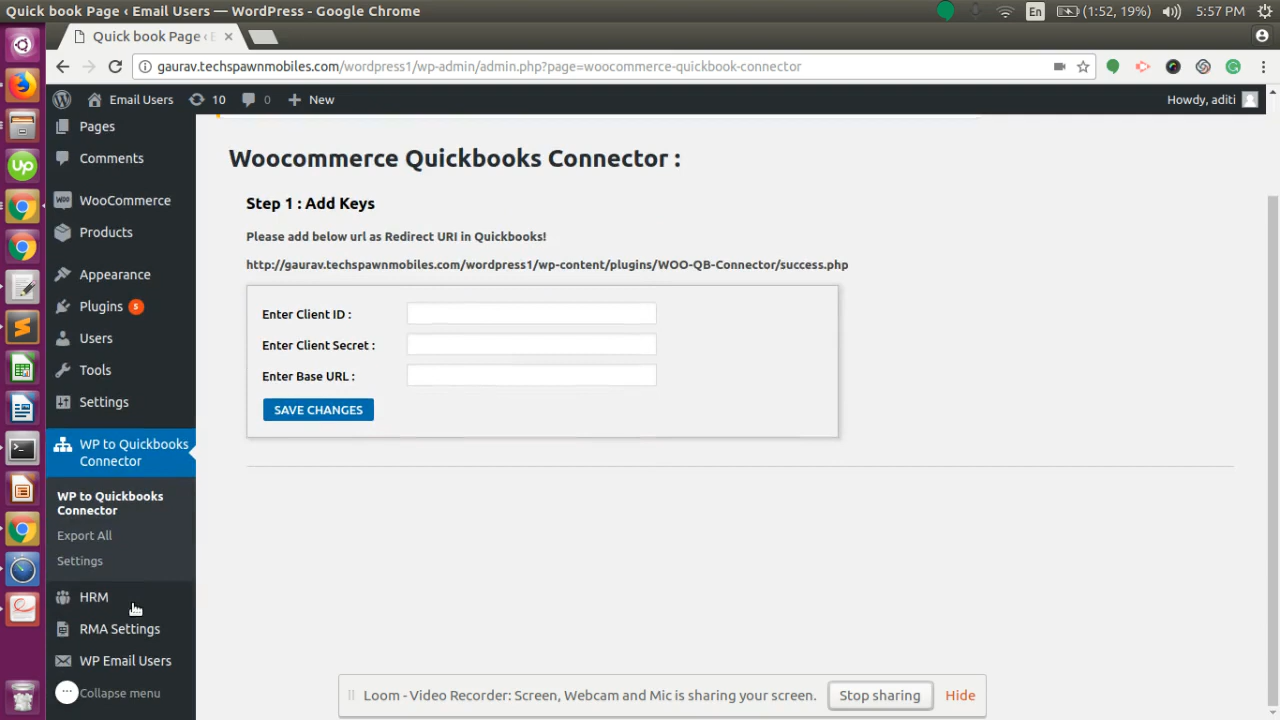 Quick book Page ‹ Email Users — WordPress - Google Chrome
En
(1:52, 19%)
5:57 PM
Quick book Page ‹ E
gaurav.techspawnmobiles.com/wordpress1/wp-admin/admin.php?page=woocommerce-quickbook-connector
Email Users
10
0
New
Howdy, aditi
Pages
Comments
WooCommerce
Products
Appearance
Plugins 5
Users
Tools
Settings
WP to Quickbooks
Connector
WP to Quickbooks
Connector
Export All
Settings
HRM
RMA Settings
WP Email Users
Collapse menu
Woocommerce Quickbooks Connector :
Step 1 : Add Keys
Please add below url as Redirect URI in Quickbooks!
http://gaurav.techspawnmobiles.com/wordpress1/wp-content/plugins/WOO-QB-Connector/success.php
Enter Client ID :
Enter Client Secret :
Enter Base URL :
SAVE CHANGES
Loom - Video Recorder: Screen, Webcam and Mic is sharing your screen.
Stop sharing
Hide